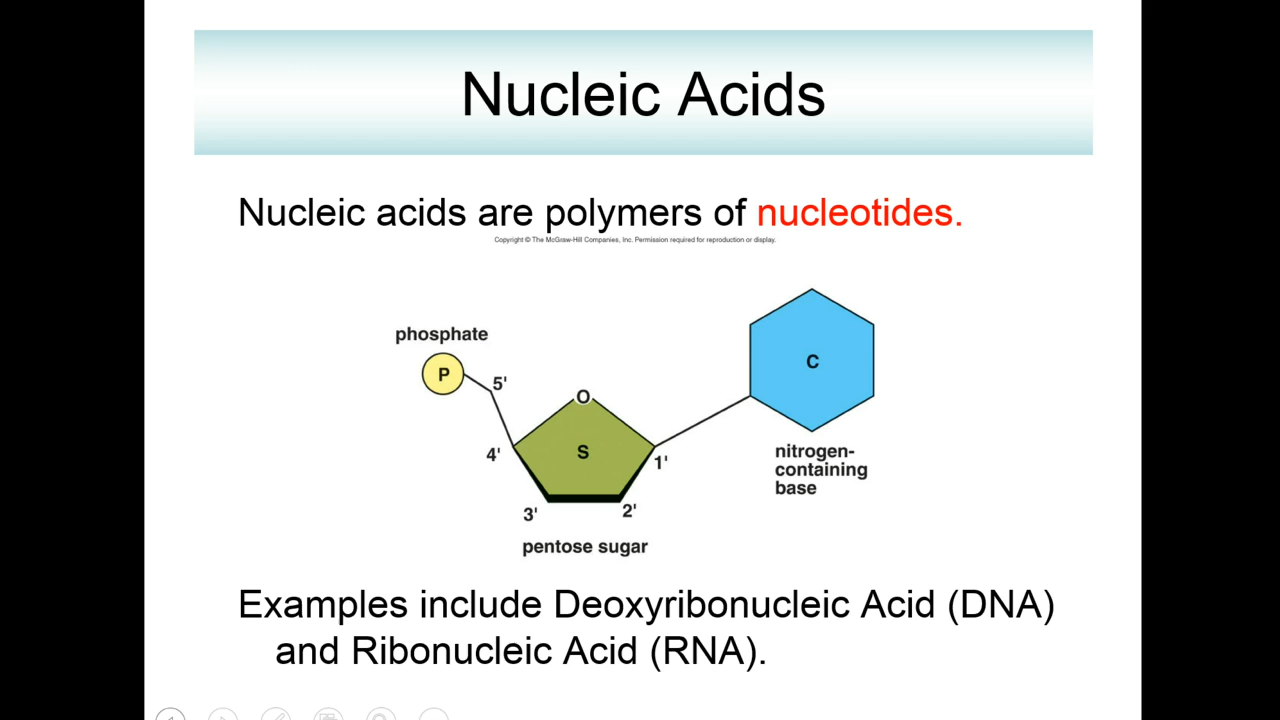 Nucleic Acids
Nucleic acids are polymers of nucleotides.
Copyright © The McGraw-Hill Companies, Inc. Permission required for reproduction or display.
phosphate
P
5'
O
C
S
4'
1'
nitrogen-
containing
base
3'
2'
pentose sugar
Examples include Deoxyribonucleic Acid (DNA)
and Ribonucleic Acid (RNA).